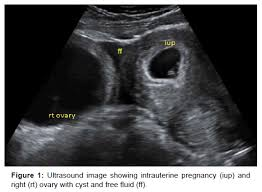 ff
iup
rt ovary
Figure 1: Ultrasound image showing intrauterine pregnancy (iup) and
right (rt) ovary with cyst and free fluid (ff).